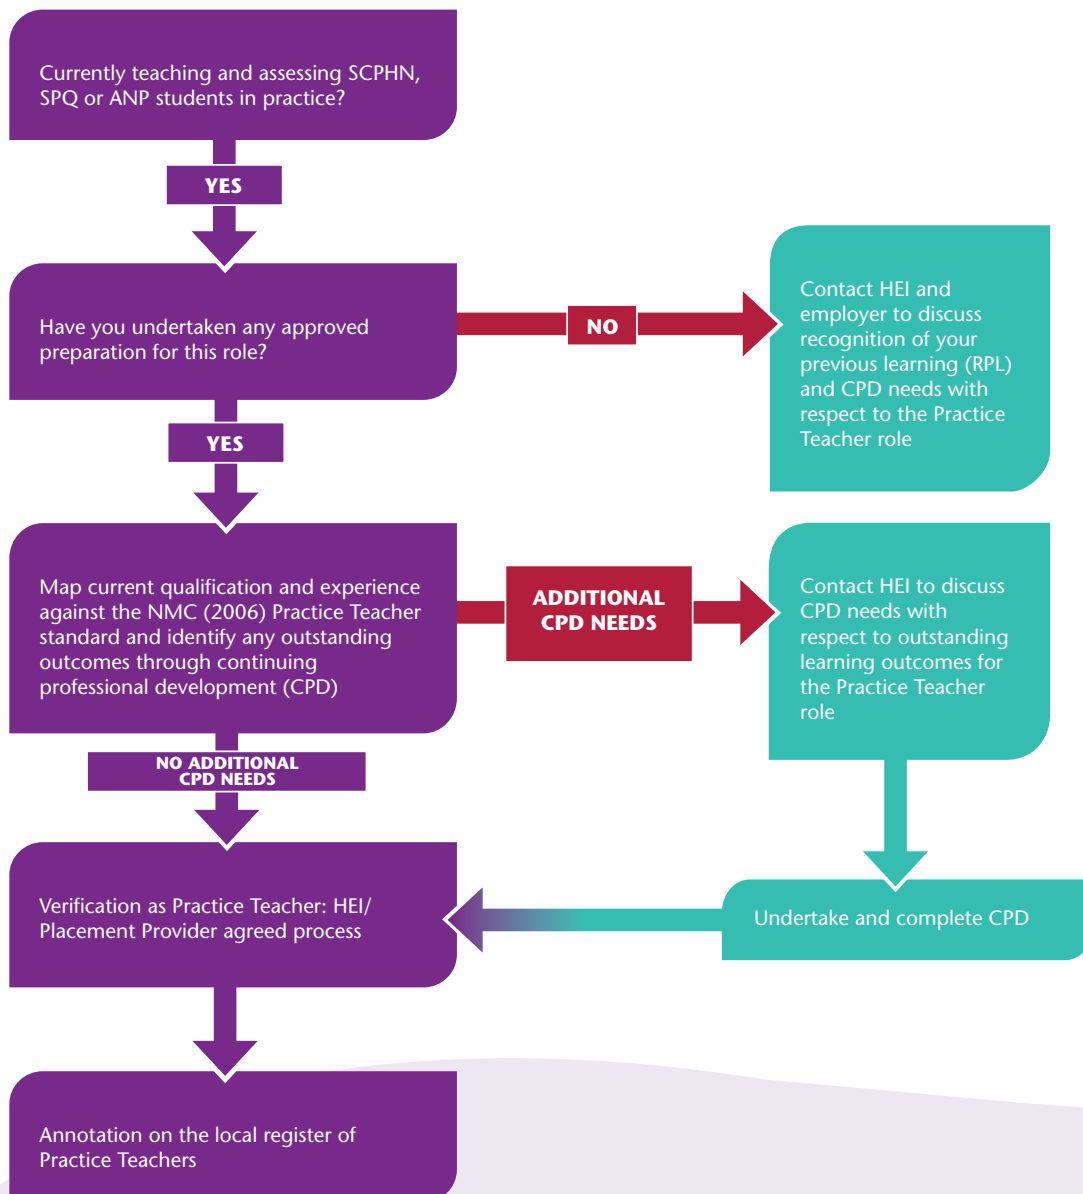 Currently teaching and assessing SCPHN,
SPQ or ANP students in practice?
YES
Have you undertaken any approved
preparation for this role?
NO
Contact HEI and
employer to discuss
recognition of your
previous learning (RPL)
and CPD needs with
respect to the Practice
Teacher role
YES
Map current qualification and experience
against the NMC (2006) Practice Teacher
standard and identify any outstanding
outcomes through continuing
professional development (CPD)
ADDITIONAL
CPD NEEDS
Contact HEI to discuss
CPD needs with
respect to outstanding
learning outcomes for
the Practice Teacher
role
NO ADDITIONAL
CPD NEEDS
Verification as Practice Teacher: HEI/
Placement Provider agreed process
Undertake and complete CPD
Annotation on the local register of
Practice Teachers